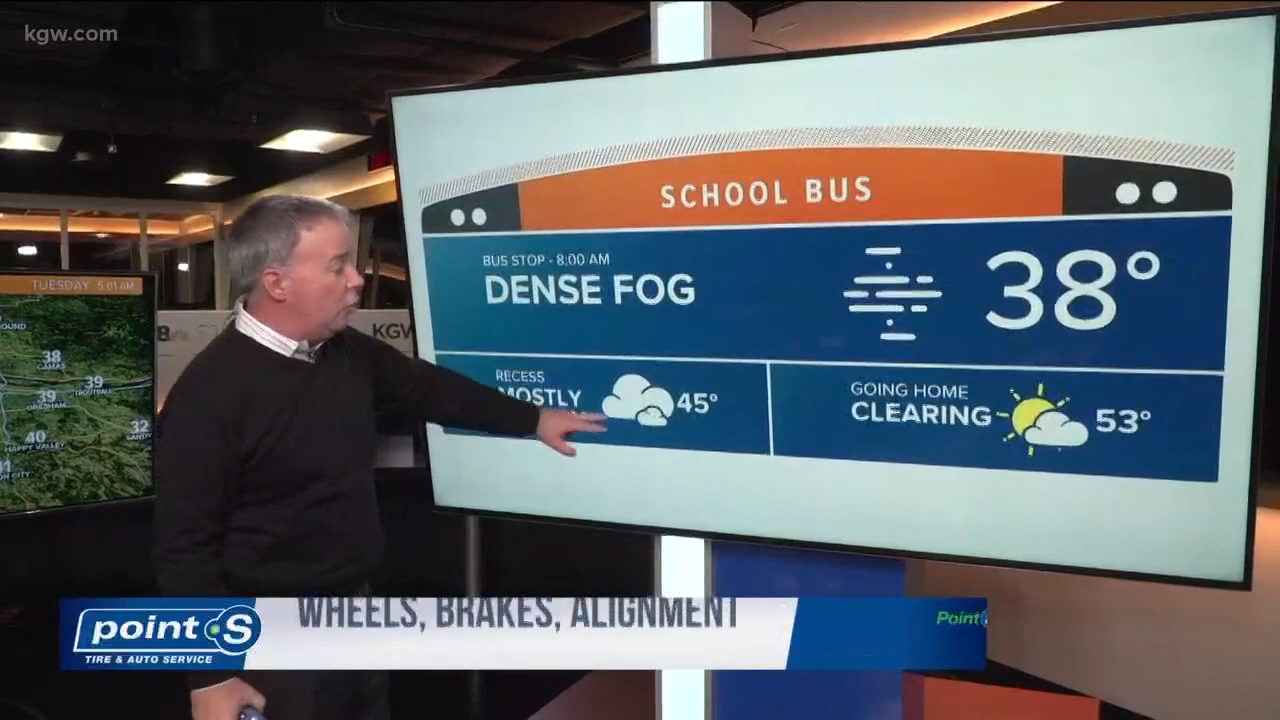 kgw.com
SCHOOL BUS
BUS STOP - 8:00 AM
DENSE FOG
38°
RECESS
MOSTLY
45°
GOING HOME
CLEARING
53°
TUESDAY 5:01 AM
38
CAMAS
39
TROUTDALE
39
GRESHAM
40
HAPPY VALLEY
32
KGW
WHEELS, BRAKES, ALIGNMENT
point S
TIRE & AUTO SERVICE
Point